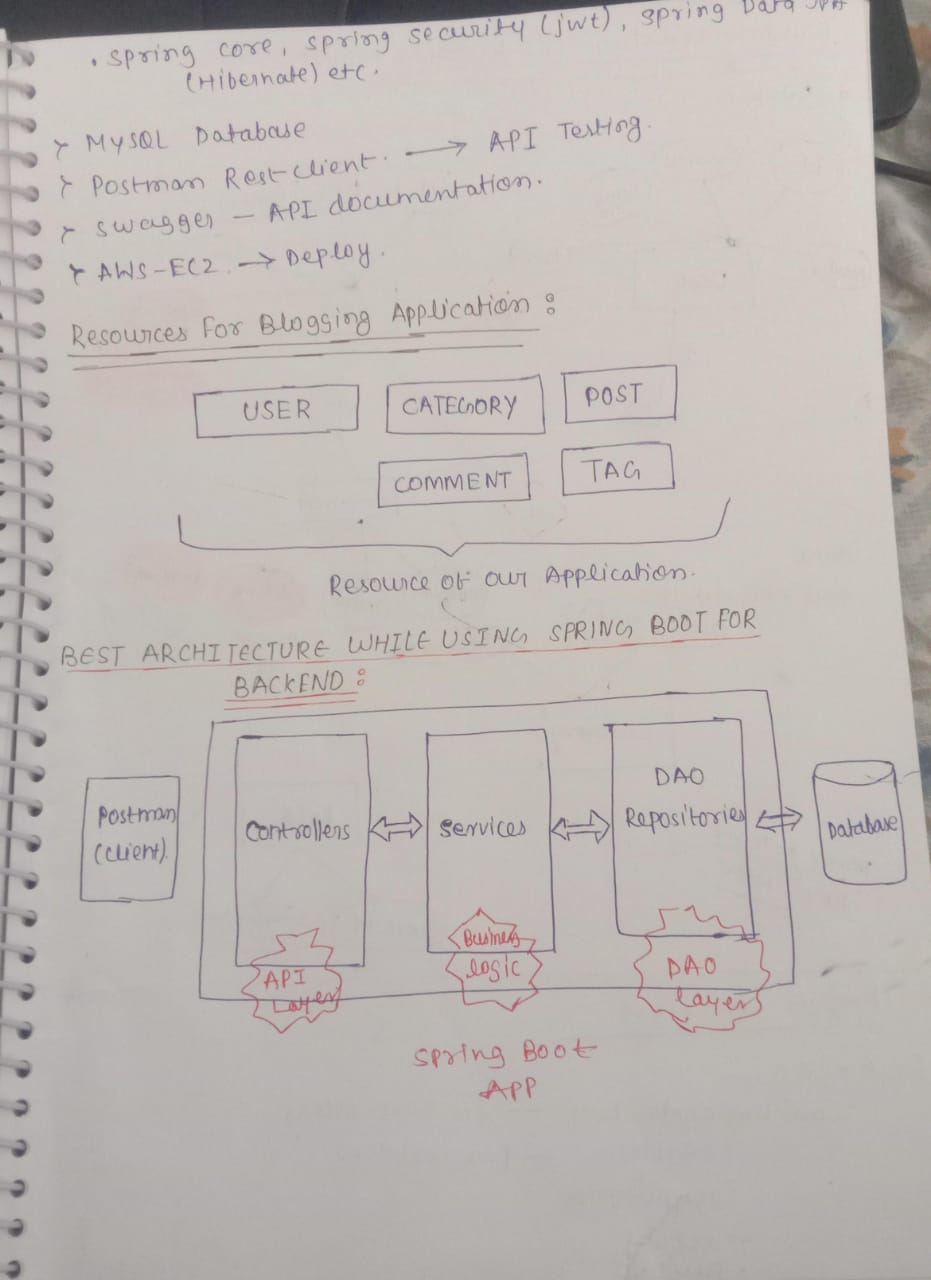 . spring core, spring security (jwt), spring Data JPA
(Hibernate) etc.
MySQL Database
Postman Rest client. → API Testing.
Swagger – API documentation.
AWS-EC2. → Deploy.
Resources For Blogging Application :
USER
CATEGORY
POST
COMMENT
TAG
Resource of our Application.
BEST ARCHITECTURE WHILE USING SPRING BOOT FOR
BACKEND :
Postman
(client).
Controllers
Services
DAO
Repositories
Database
API
Layer
Business
logic
DAO
layer
Spring Boot
APP